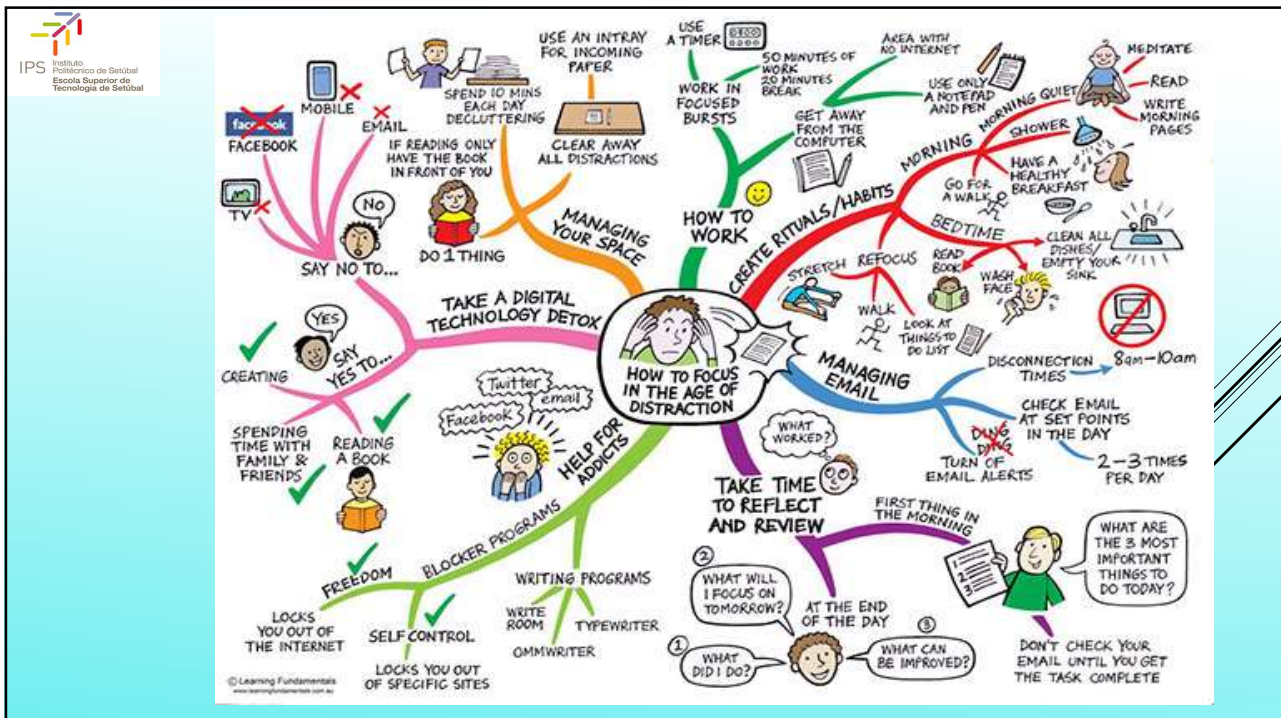 IPS Instituto
Politécnico de Setúbal
Escola Superior de
Tecnologia de Setúbal
HOW TO FOCUS
IN THE AGE OF
DISTRACTION
HOW TO
WORK
WORK IN
FOCUSED
BURSTS
USE
A TIMER
50 MINUTES OF
WORK
20 MINUTES
BREAK
GET AWAY
FROM THE
COMPUTER
AREA WITH
NO INTERNET
USE ONLY
A NOTEPAD
AND PEN
CREATE RITUALS/HABITS
MORNING
MORNING QUIET
MEDITATE
READ
WRITE
MORNING
PAGES
SHOWER
HAVE A
HEALTHY
BREAKFAST
GO FOR
A WALK
BEDTIME
CLEAN ALL
DISHES/
EMPTY YOUR
SINK
WASH
FACE
READ
BOOK
REFOCUS
STRETCH
WALK
LOOK AT
THINGS TO
DO LIST
MANAGING
EMAIL
DISCONNECTION
TIMES
8am-10am
CHECK EMAIL
AT SET POINTS
IN THE DAY
2-3 TIMES
PER DAY
DING
DING
TURN OF
EMAIL ALERTS
TAKE TIME
TO REFLECT
AND REVIEW
WHAT
WORKED?
FIRST THING IN
THE MORNING
1
2
3
WHAT ARE
THE 3 MOST
IMPORTANT
THINGS TO
DO TODAY?
DON'T CHECK YOUR
EMAIL UNTIL YOU GET
THE TASK COMPLETE
AT THE END
OF THE DAY
1
WHAT
DID I DO?
2
WHAT WILL
I FOCUS ON
TOMORROW?
3
WHAT CAN
BE IMPROVED?
HELP FOR
ADDICTS
Twitter
email
Facebook
WRITING PROGRAMS
WRITE
ROOM
OMMWRITER
TYPEWRITER
BLOCKER PROGRAMS
SELF CONTROL
LOCKS YOU OUT
OF SPECIFIC SITES
FREEDOM
LOCKS
YOU OUT OF
THE INTERNET
TAKE A DIGITAL
TECHNOLOGY DETOX
SAY
YES TO...
YES
CREATING
SPENDING
TIME WITH
FAMILY &
FRIENDS
READING
A BOOK
SAY NO TO...
NO
TV
facebook
FACEBOOK
MOBILE
EMAIL
MANAGING
YOUR SPACE
DO 1 THING
IF READING ONLY
HAVE THE BOOK
IN FRONT OF YOU
SPEND 10 MINS
EACH DAY
DECLUTTERING
CLEAR AWAY
ALL DISTRACTIONS
USE AN INTRAY
FOR INCOMING
PAPER
© Learning Fundamentals
www.learningfundamentals.com.au